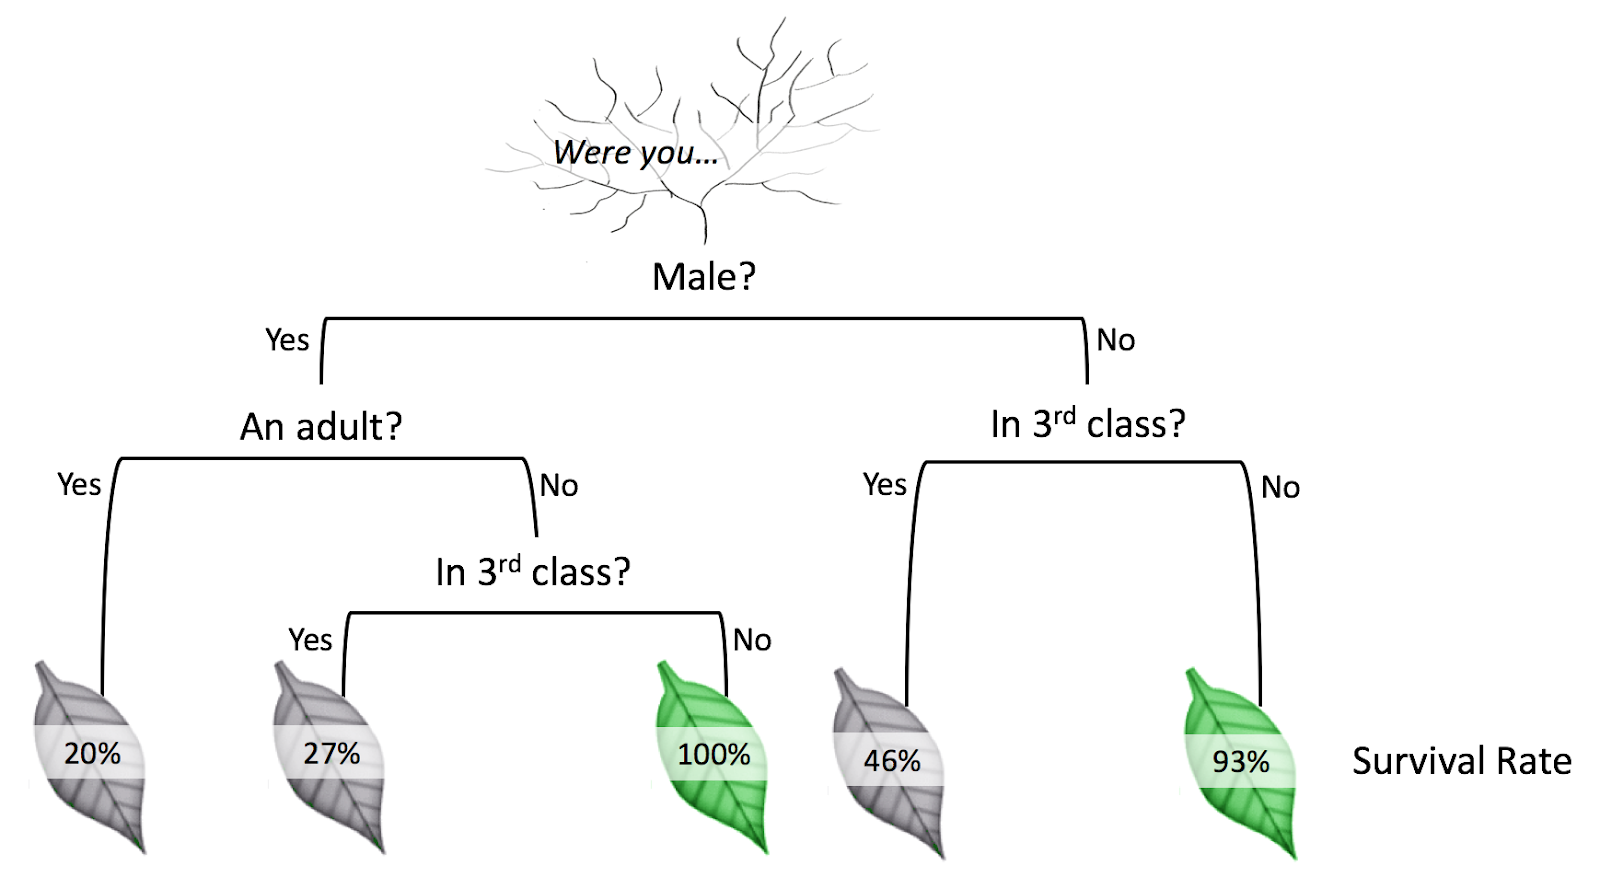 Were you...
Male?
Yes
No
An adult?
In 3rd class?
Yes
No
Yes
No
In 3rd class?
Yes
No
20%
27%
100%
46%
93%
Survival Rate